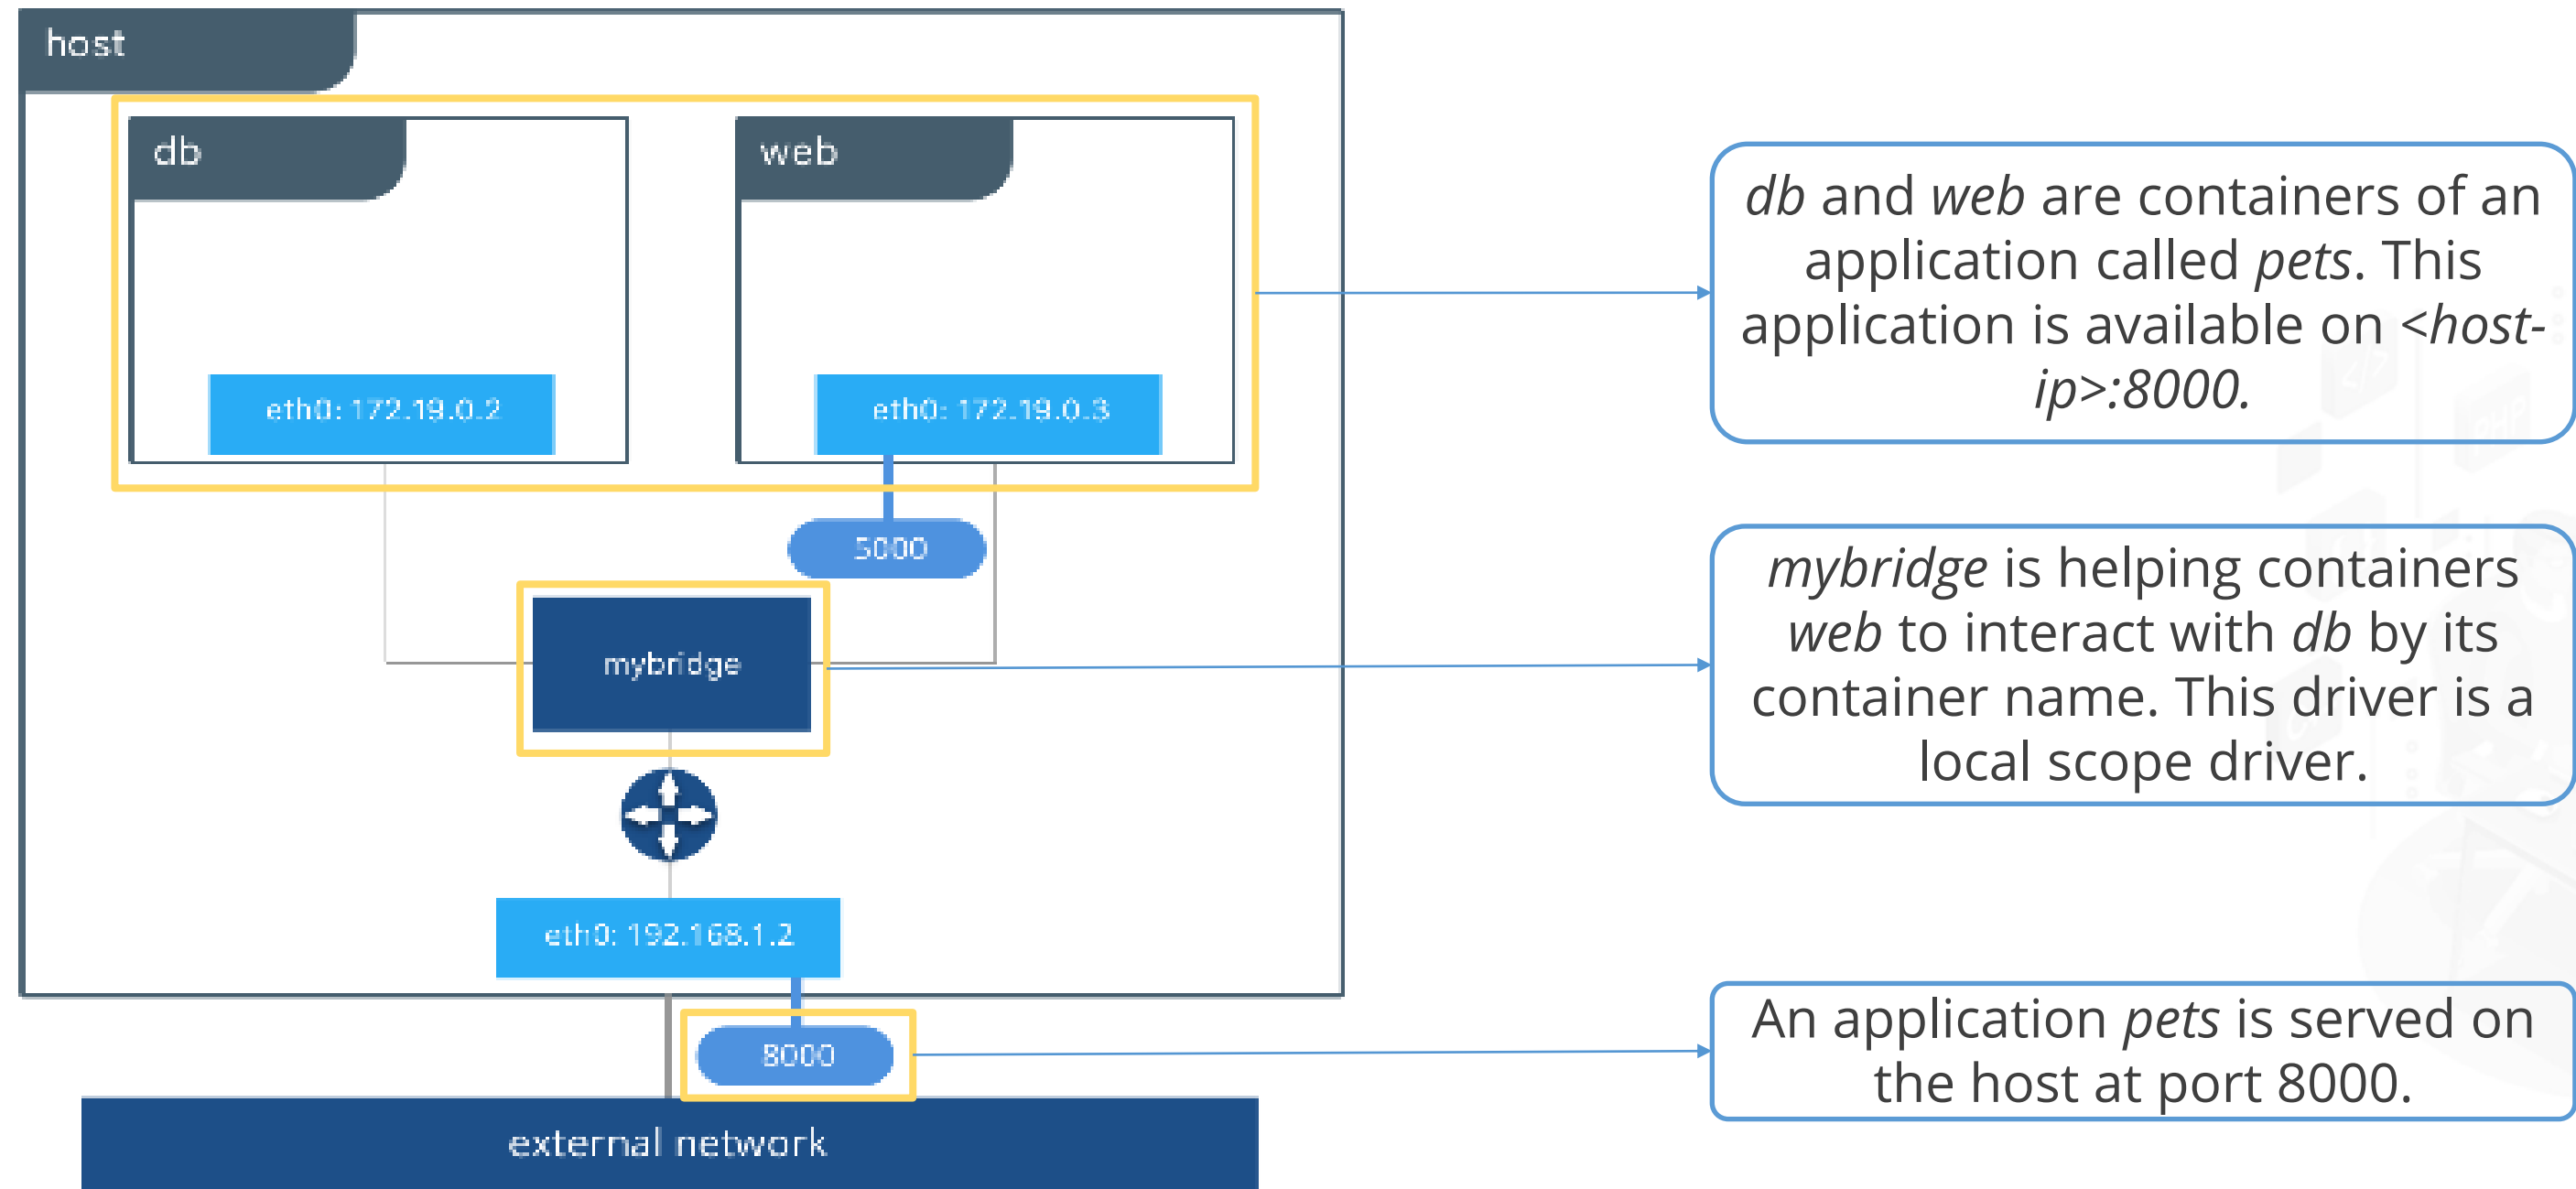 host
db
web
eth0: 172.19.0.2
eth0: 172.19.0.3
5000
mybridge
eth0: 192.168.1.2
8000
external network
db and web are containers of an
application called pets. This
application is available on <host-
ip>:8000.
mybridge is helping containers
web to interact with db by its
container name. This driver is a
local scope driver.
An application pets is served on
the host at port 8000.